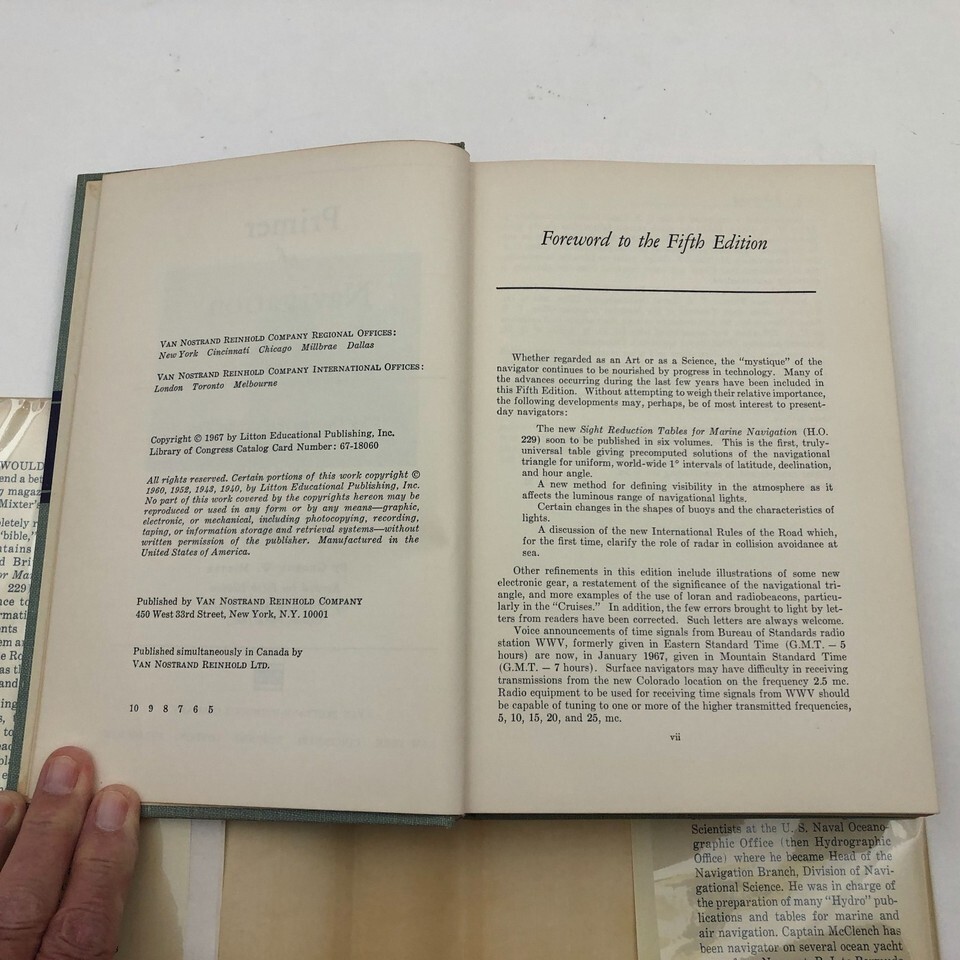 Primer
Navigation
VAN NOSTRAND REINHOLD COMPANY REGIONAL OFFICES:
New York Cincinnati Chicago Millbrae Dallas
VAN NOSTRAND REINHOLD COMPANY INTERNATIONAL OFFICES:
London Toronto Melbourne
Copyright © 1967 by Litton Educational Publishing, Inc.
Library of Congress Catalog Card Number: 67-18060
All rights reserved. Certain portions of this work copyright ©
1960, 1952, 1943, 1940, by Litton Educational Publishing, Inc.
No part of this work covered by the copyrights hereon may be
reproduced or used in any form or by any means—graphic,
electronic, or mechanical, including photocopying, recording,
taping, or information storage and retrieval systems—without
written permission of the publisher. Manufactured in the
United States of America.
Published by VAN NOSTRAND REINHOLD COMPANY
450 West 33rd Street, New York, N.Y. 10001
Published simultaneously in Canada by
VAN NOSTRAND REINHOLD LTD.
10 9 8 7 6 5
Foreword to the Fifth Edition
Whether regarded as an Art or as a Science, the "mystique" of the
navigator continues to be nourished by progress in technology. Many of
the advances occurring during the last few years have been included in
this Fifth Edition. Without attempting to weigh their relative importance,
the following developments may, perhaps, be of most interest to present-
day navigators:
The new Sight Reduction Tables for Marine Navigation (H.O.
229) soon to be published in six volumes. This is the first, truly-
universal table giving precomputed solutions of the navigational
triangle for uniform, world-wide 1° intervals of latitude, declination,
and hour angle.
A new method for defining visibility in the atmosphere as it
affects the luminous range of navigational lights.
Certain changes in the shapes of buoys and the characteristics of
lights.
A discussion of the new International Rules of the Road which,
for the first time, clarify the role of radar in collision avoidance at
sea.
Other refinements in this edition include illustrations of some new
electronic gear, a restatement of the significance of the navigational tri-
angle, and more examples of the use of loran and radiobeacons, particu-
larly in the "Cruises." In addition, the few errors brought to light by let-
ters from readers have been corrected. Such letters are always welcome.
Voice announcements of time signals from Bureau of Standards radio
station WWV, formerly given in Eastern Standard Time (G.M.T. – 5
hours) are now, in January 1967, given in Mountain Standard Time
(G.M.T. – 7 hours). Surface navigators may have difficulty in receiving
transmissions from the new Colorado location on the frequency 2.5 mc.
Radio equipment to be used for receiving time signals from WWV should
be capable of tuning to one or more of the higher transmitted frequencies,
5, 10, 15, 20, and 25, mc.
vii
WOULD
end a bet
magaz
Mixter's
pletely r
"bible,"
tains
d Bri
or Ma
229
nce to
rmati
ents
em a
e Ro
as t
and
Scientists at the U. S. Naval Oceano-
graphic Office (then Hydrographic
Office) where he became Head of the
Navigation Branch, Division of Navi-
gational Science. He was in charge of
the preparation of many "Hydro" pub-
lications and tables for marine and
air navigation. Captain McClench has
been navigator on several ocean yacht